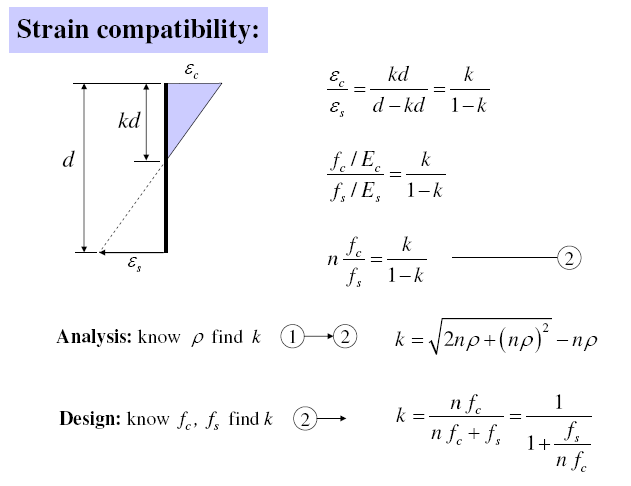 Strain compatibility:
ε_c
kd
d
ε_s
ε_c / ε_s = kd / (d – kd) = k / (1 – k)
(f_c / E_c) / (f_s / E_s) = k / (1 – k)
n f_c / f_s = k / (1 – k) ②
Analysis: know ρ find k ① → ② k = √(2nρ + (nρ)²) – nρ
Design: know f_c, f_s find k ② → k = n f_c / (n f_c + f_s) = 1 / (1 + f_s / (n f_c))